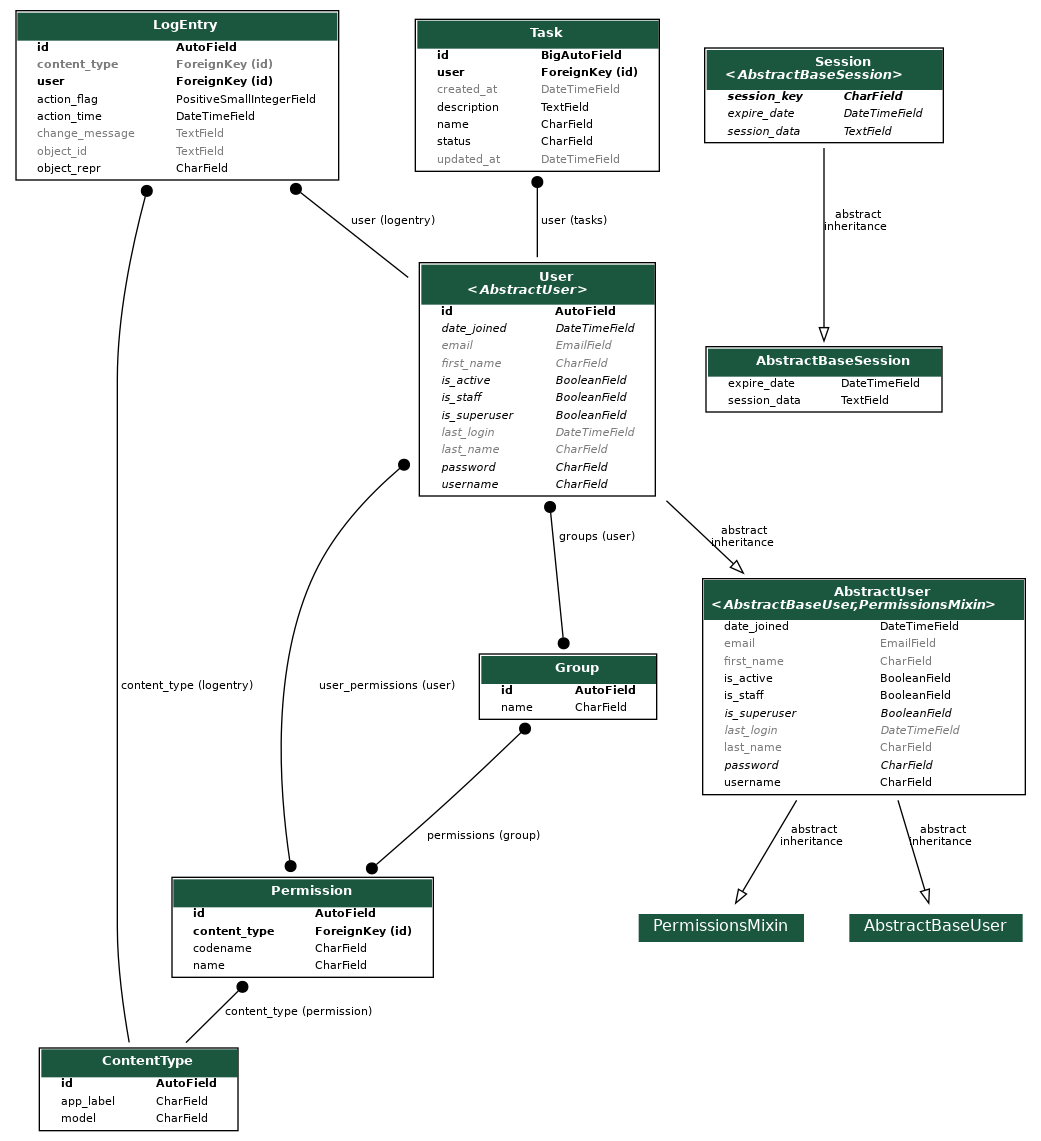 LogEntry
id AutoField
content_type ForeignKey (id)
user ForeignKey (id)
action_flag PositiveSmallIntegerField
action_time DateTimeField
change_message TextField
object_id TextField
object_repr CharField
Task
id BigAutoField
user ForeignKey (id)
created_at DateTimeField
description TextField
name CharField
status CharField
updated_at DateTimeField
Session
<AbstractBaseSession>
session_key CharField
expire_date DateTimeField
session_data TextField
user (logentry)
user (tasks)
abstract
inheritance
User
<AbstractUser>
id AutoField
date_joined DateTimeField
email EmailField
first_name CharField
is_active BooleanField
is_staff BooleanField
is_superuser BooleanField
last_login DateTimeField
last_name CharField
password CharField
username CharField
AbstractBaseSession
expire_date DateTimeField
session_data TextField
groups (user)
abstract
inheritance
AbstractUser
<AbstractBaseUser,PermissionsMixin>
date_joined DateTimeField
email EmailField
first_name CharField
is_active BooleanField
is_staff BooleanField
is_superuser BooleanField
last_login DateTimeField
last_name CharField
password CharField
username CharField
content_type (logentry)
user_permissions (user)
Group
id AutoField
name CharField
permissions (group)
abstract
inheritance
abstract
inheritance
Permission
id AutoField
content_type ForeignKey (id)
codename CharField
name CharField
PermissionsMixin
AbstractBaseUser
content_type (permission)
ContentType
id AutoField
app_label CharField
model CharField